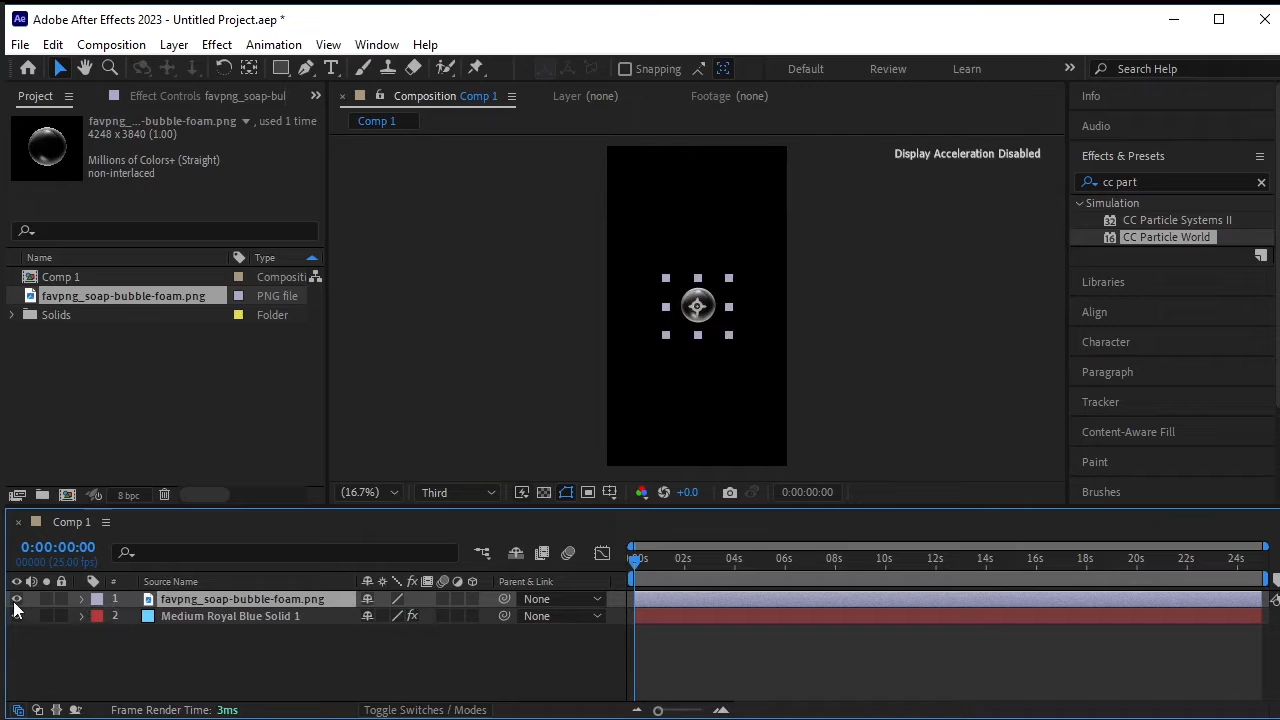 Ae Adobe After Effects 2023 - Untitled Project.aep *
File Edit Composition Layer Effect Animation View Window Help
Snapping Default Review Learn Search Help
Project Effect Controls favpng_soap-bul
Composition Comp 1 Layer (none) Footage (none)
Info
favpng_...-bubble-foam.png , used 1 time
4248 x 3840 (1.00)
Millions of Colors+ (Straight)
non-interlaced
Comp 1
Display Acceleration Disabled
Audio
Effects & Presets
cc part
Simulation
32 CC Particle Systems II
16 CC Particle World
Libraries
Align
Character
Paragraph
Tracker
Content-Aware Fill
Paint
Brushes
Name Type
Comp 1 Compositi
favpng_soap-bubble-foam.png PNG file
Solids Folder
8 bpc
(16.7%) Third +0.0 0:00:00:00
Comp 1
0:00:00:00
00000 (25.00 fps)
:00s 02s 04s 06s 08s 10s 12s 14s 16s 18s 20s 22s 24s
# Source Name fx Parent & Link
1 favpng_soap-bubble-foam.png None
2 Medium Royal Blue Solid 1 fx None
Frame Render Time: 3ms Toggle Switches / Modes